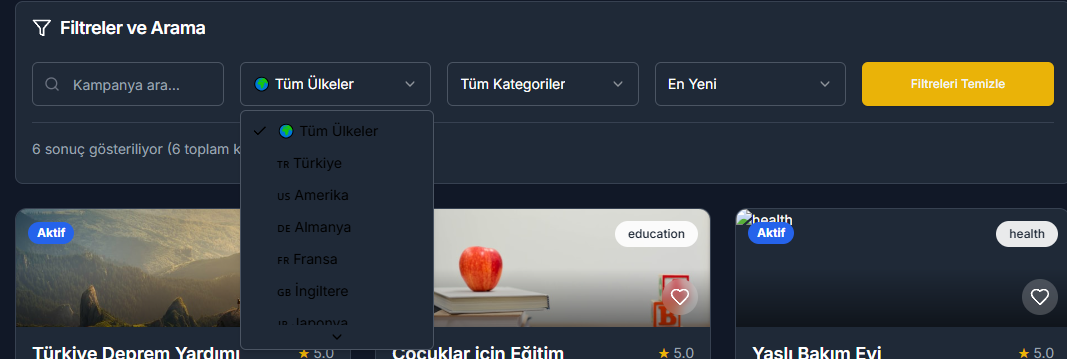 Filtreler ve Arama
Kampanya ara...
Tüm Ülkeler
Tüm Kategoriler
En Yeni
Filtreleri Temizle
6 sonuç gösteriliyor (6 toplam k
Tüm Ülkeler
TR Türkiye
US Amerika
DE Almanya
FR Fransa
GB İngiltere
JP Japonya
Aktif
education
health
Aktif
health
Türkiye Deprem Yardımı
5.0
Çocuklar için Eğitim
5.0
Yaşlı Bakım Evi
5.0